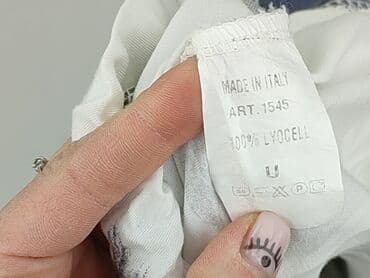 MADE IN ITALY
ART. 1545
100% LYOCELL
U
P